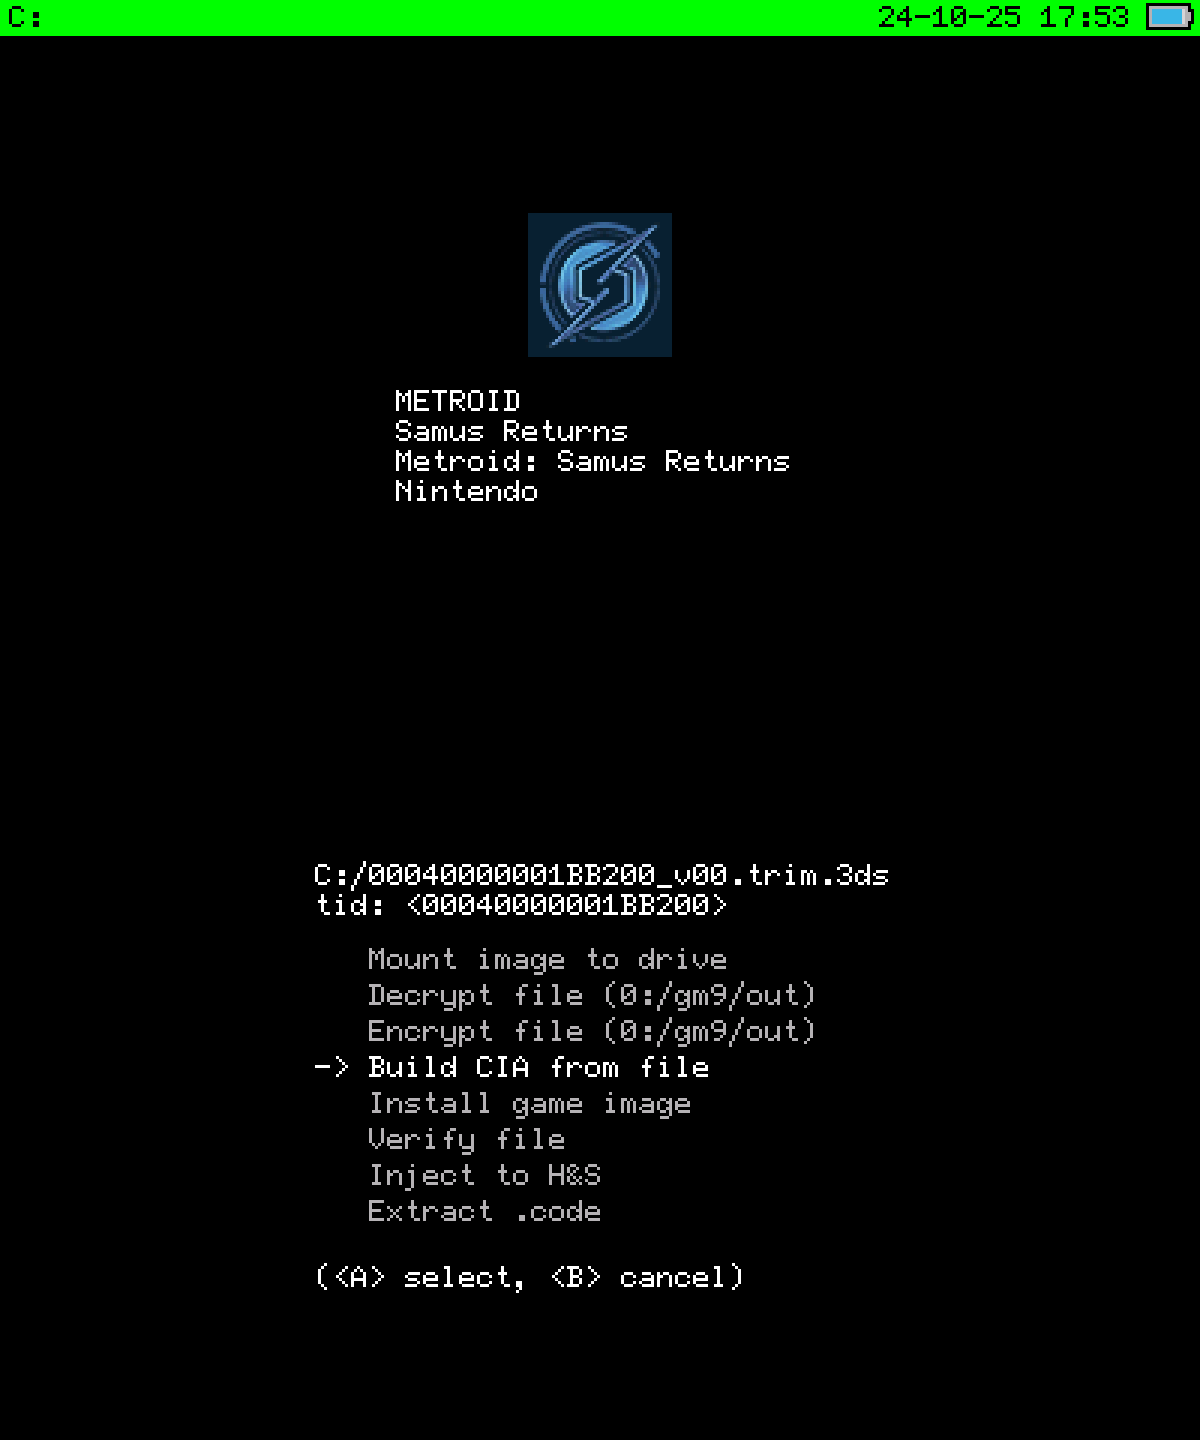 C:
24-10-25 17:53
METROID
Samus Returns
Metroid: Samus Returns
Nintendo
C:/00040000001BB200_v00.trim.3ds
tid: <00040000001BB200>
Mount image to drive
Decrypt file (0:/gm9/out)
Encrypt file (0:/gm9/out)
-> Build CIA from file
Install game image
Verify file
Inject to H&S
Extract .code
(<A> select, <B> cancel)